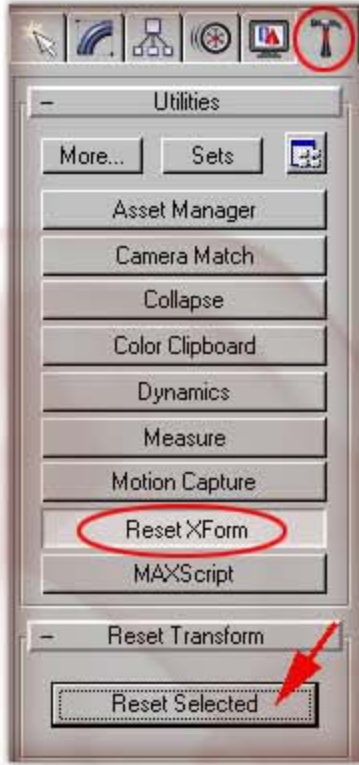 Utilities
More... Sets
Asset Manager
Camera Match
Collapse
Color Clipboard
Dynamics
Measure
Motion Capture
Reset XForm
MAXScript
Reset Transform
Reset Selected